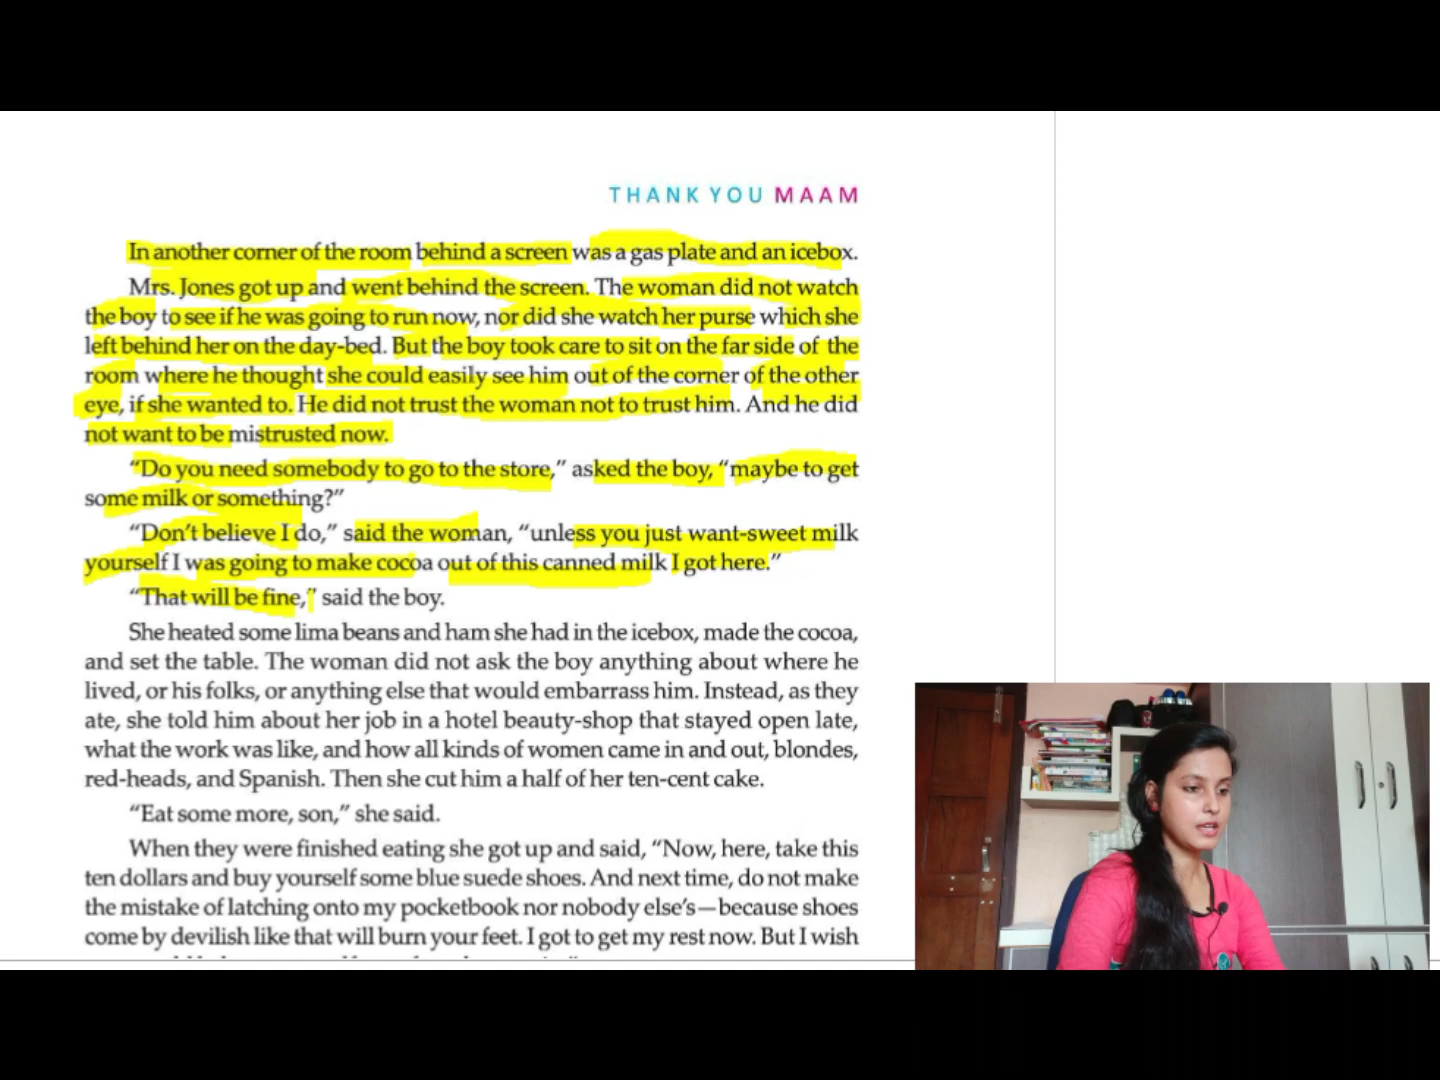 THANK YOU MAAM
In another corner of the room behind a screen was a gas plate and an icebox.
Mrs. Jones got up and went behind the screen. The woman did not watch
the boy to see if he was going to run now, nor did she watch her purse which she
left behind her on the day-bed. But the boy took care to sit on the far side of the
room where he thought she could easily see him out of the corner of the other
eye, if she wanted to. He did not trust the woman not to trust him. And he did
not want to be mistrusted now.
“Do you need somebody to go to the store,” asked the boy, “maybe to get
some milk or something?”
“Don’t believe I do,” said the woman, “unless you just want-sweet milk
yourself I was going to make cocoa out of this canned milk I got here.”
“That will be fine,” said the boy.
She heated some lima beans and ham she had in the icebox, made the cocoa,
and set the table. The woman did not ask the boy anything about where he
lived, or his folks, or anything else that would embarrass him. Instead, as they
ate, she told him about her job in a hotel beauty-shop that stayed open late,
what the work was like, and how all kinds of women came in and out, blondes,
red-heads, and Spanish. Then she cut him a half of her ten-cent cake.
“Eat some more, son,” she said.
When they were finished eating she got up and said, “Now, here, take this
ten dollars and buy yourself some blue suede shoes. And next time, do not make
the mistake of latching onto my pocketbook nor nobody else’s—because shoes
come by devilish like that will burn your feet. I got to get my rest now. But I wish